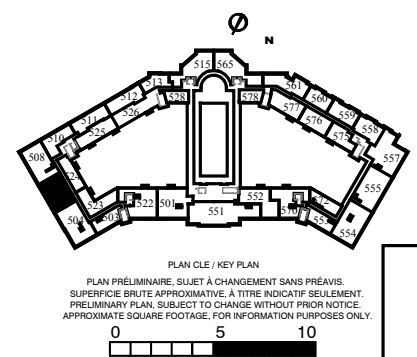 N
515 565
513 561
512 528 578 560
511 526 577 559
510 525 576 558
508 575 557
524 555
523 522 501 552 572
504 503 551 570 553 554
PLAN CLE / KEY PLAN
PLAN PRÉLIMINAIRE, SUJET À CHANGEMENT SANS PRÉAVIS.
SUPERFICIE BRUTE APPROXIMATIVE, À TITRE INDICATIF SEULEMENT.
PRELIMINARY PLAN, SUBJECT TO CHANGE WITHOUT PRIOR NOTICE.
APPROXIMATE SQUARE FOOTAGE, FOR INFORMATION PURPOSES ONLY.
0 5 10